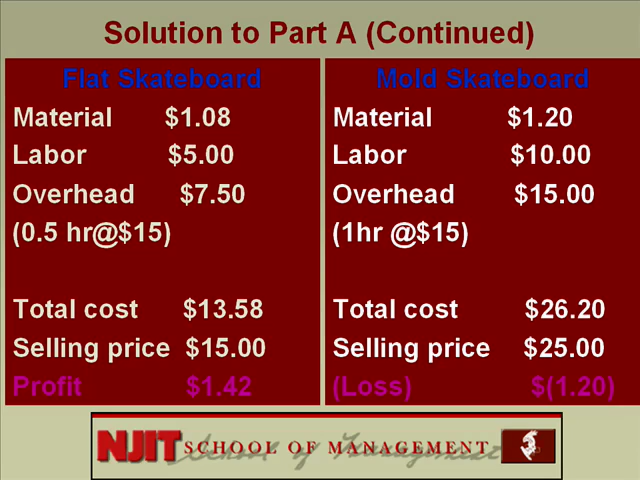 Solution to Part A (Continued)
Flat Skateboard
Material $1.08
Labor $5.00
Overhead $7.50
(0.5 hr@$15)
Total cost $13.58
Selling price $15.00
Profit $1.42
Mold Skateboard
Material $1.20
Labor $10.00
Overhead $15.00
(1hr @$15)
Total cost $26.20
Selling price $25.00
(Loss) $(1.20)
NJIT SCHOOL OF MANAGEMENT
School of Management